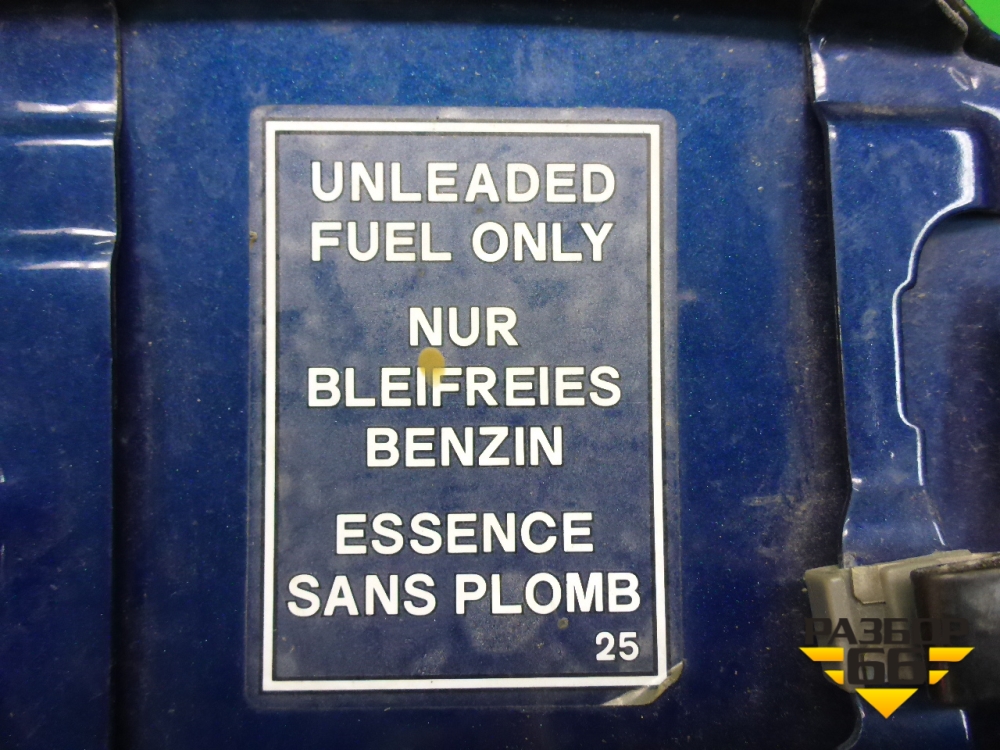 UNLEADED
FUEL ONLY
NUR
BLEIFREIES
BENZIN
ESSENCE
SANS PLOMB
25
РАЗБОР
66